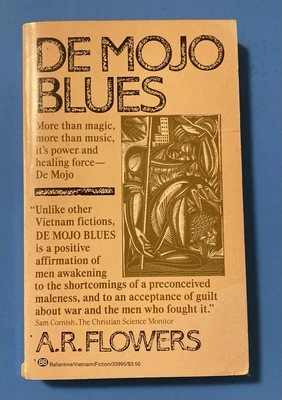 DE MOJO
BLUES
More than magic,
more than music,
it's power and
healing force—
De Mojo
"Unlike other
Vietnam fictions,
DE MOJO BLUES
is a positive
affirmation of
men awakening
to the shortcomings of a preconceived
maleness, and to an acceptance of guilt
about war and the men who fought it."
Sam Cornish, The Christian Science Monitor
A.R. FLOWERS
Ballantine/Vietnam/Fiction/33995/$3.50